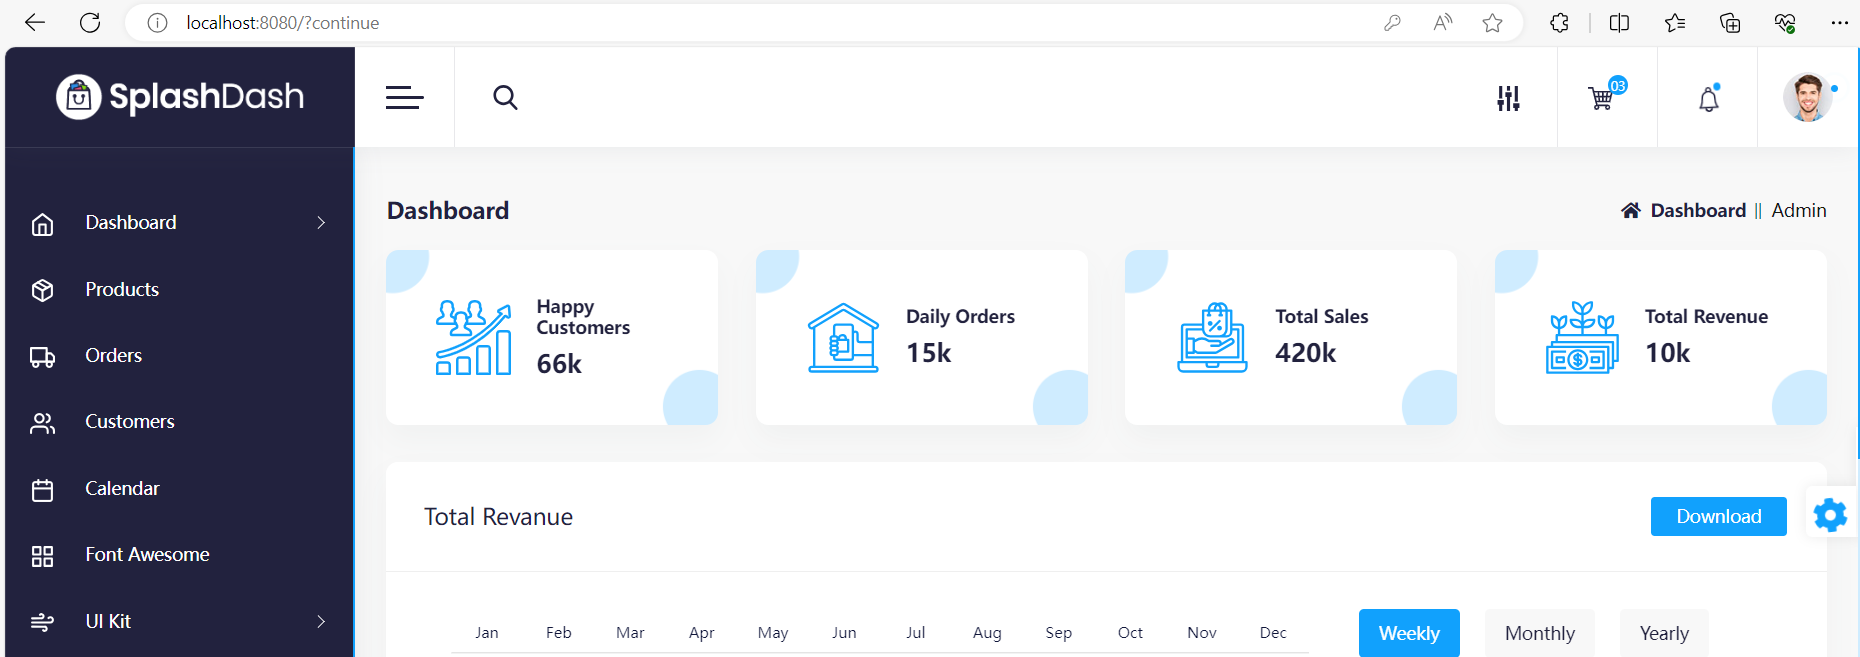 localhost:8080/?continue
SplashDash
03
Dashboard
Products
Orders
Customers
Calendar
Font Awesome
UI Kit
Dashboard
Dashboard || Admin
Happy
Customers
66k
Daily Orders
15k
Total Sales
420k
Total Revenue
10k
Total Revanue
Download
Jan Feb Mar Apr May Jun Jul Aug Sep Oct Nov Dec
Weekly Monthly Yearly